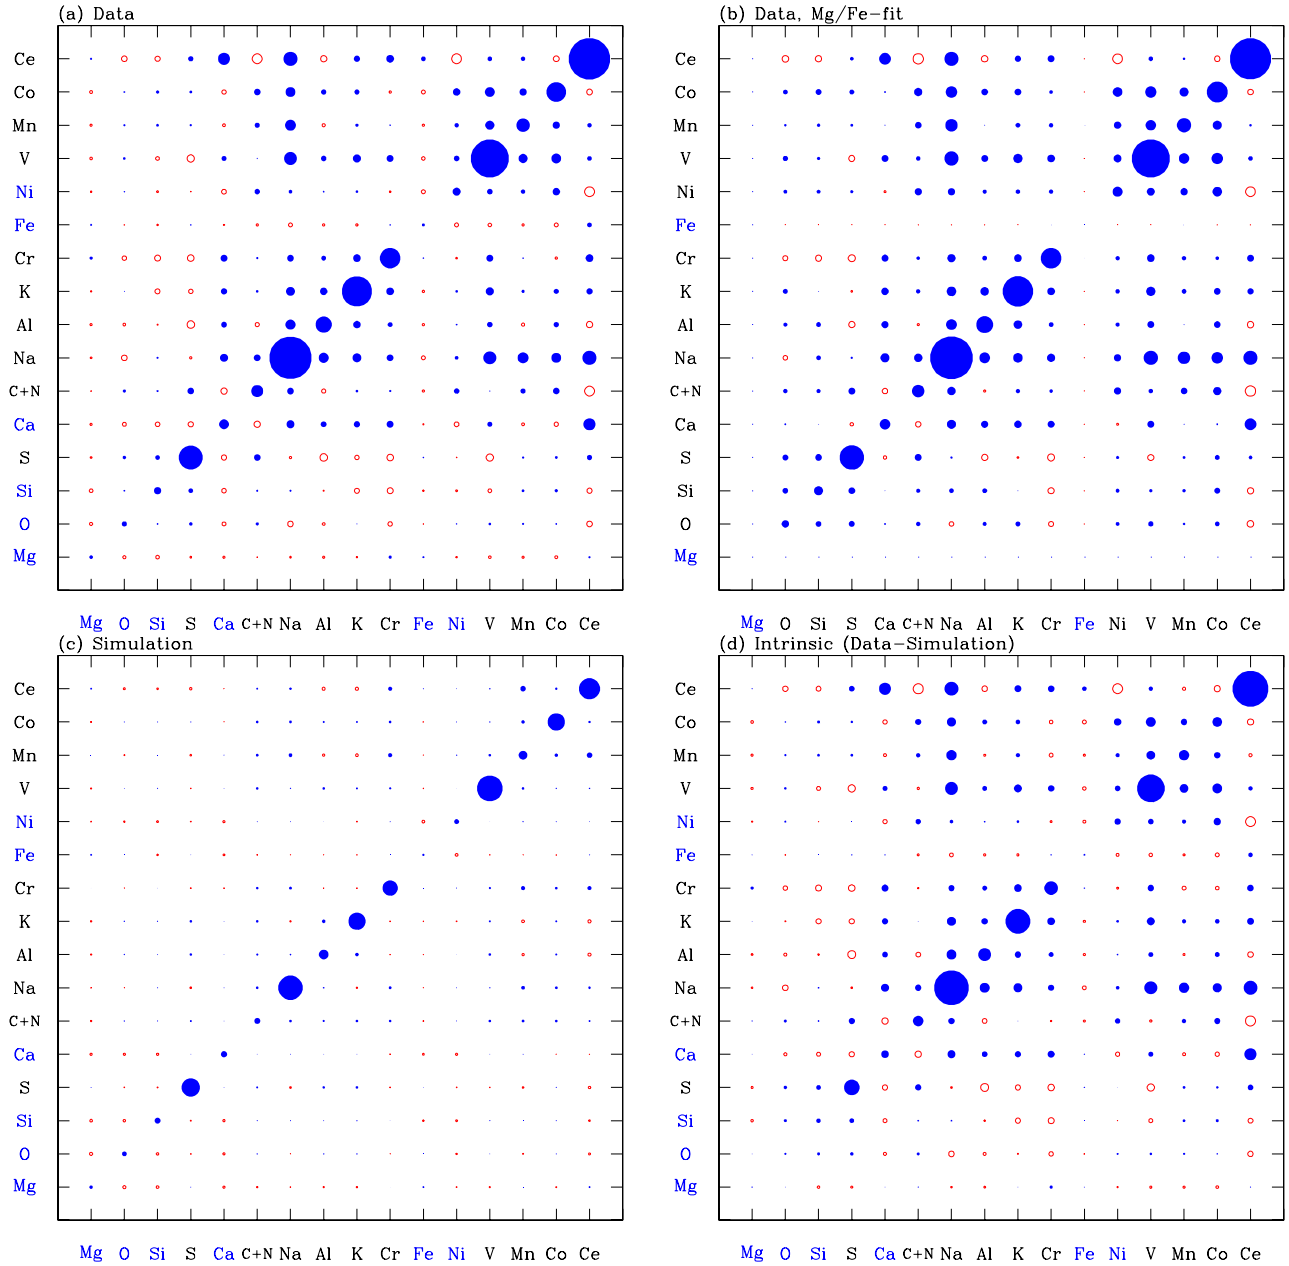 (a) Data
(b) Data, Mg/Fe-fit
Ce
Co
Mn
V
Ni
Fe
Cr
K
Al
Na
C+N
Ca
S
Si
O
Mg
Ce
Co
Mn
V
Ni
Fe
Cr
K
Al
Na
C+N
Ca
S
Si
O
Mg
Mg O Si S Ca C+N Na Al K Cr Fe Ni V Mn Co Ce
Mg O Si S Ca C+N Na Al K Cr Fe Ni V Mn Co Ce
(c) Simulation
(d) Intrinsic (Data-Simulation)
Ce
Co
Mn
V
Ni
Fe
Cr
K
Al
Na
C+N
Ca
S
Si
O
Mg
Ce
Co
Mn
V
Ni
Fe
Cr
K
Al
Na
C+N
Ca
S
Si
O
Mg
Mg O Si S Ca C+N Na Al K Cr Fe Ni V Mn Co Ce
Mg O Si S Ca C+N Na Al K Cr Fe Ni V Mn Co Ce